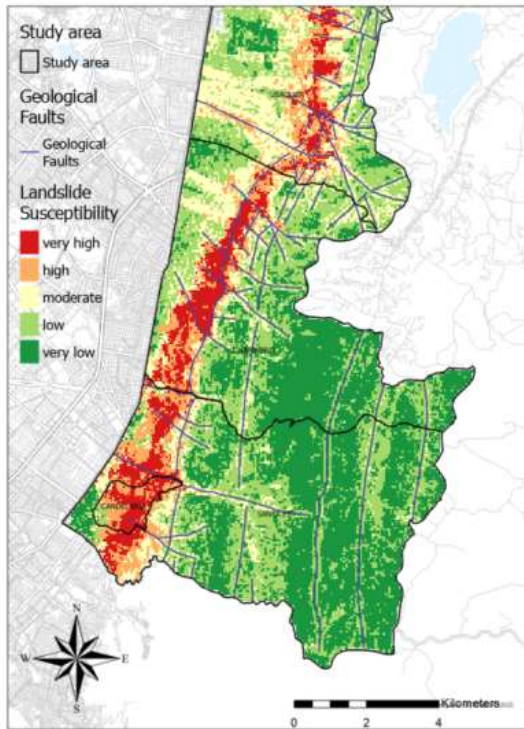 Study area
Study area
Geological
Faults
Geological
Faults
Landslide
Susceptibility
very high
high
moderate
low
very low
N
W
E
S
Kilometers
0
2
4